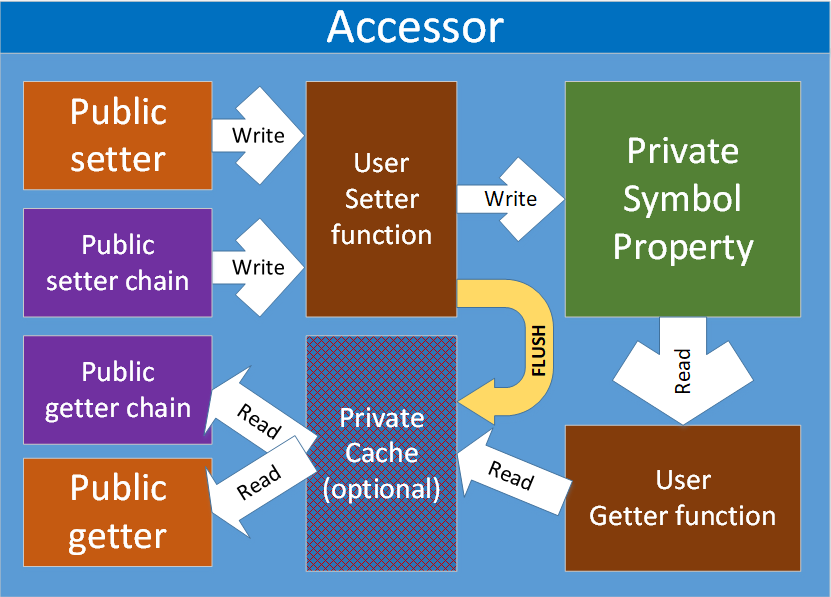 Accessor
Public
setter
Write
User
Setter
function
Write
Private
Symbol
Property
Public
setter chain
Write
FLUSH
Read
Public
getter chain
Read
Private
Cache
(optional)
Read
User
Getter function
Public
getter
Read